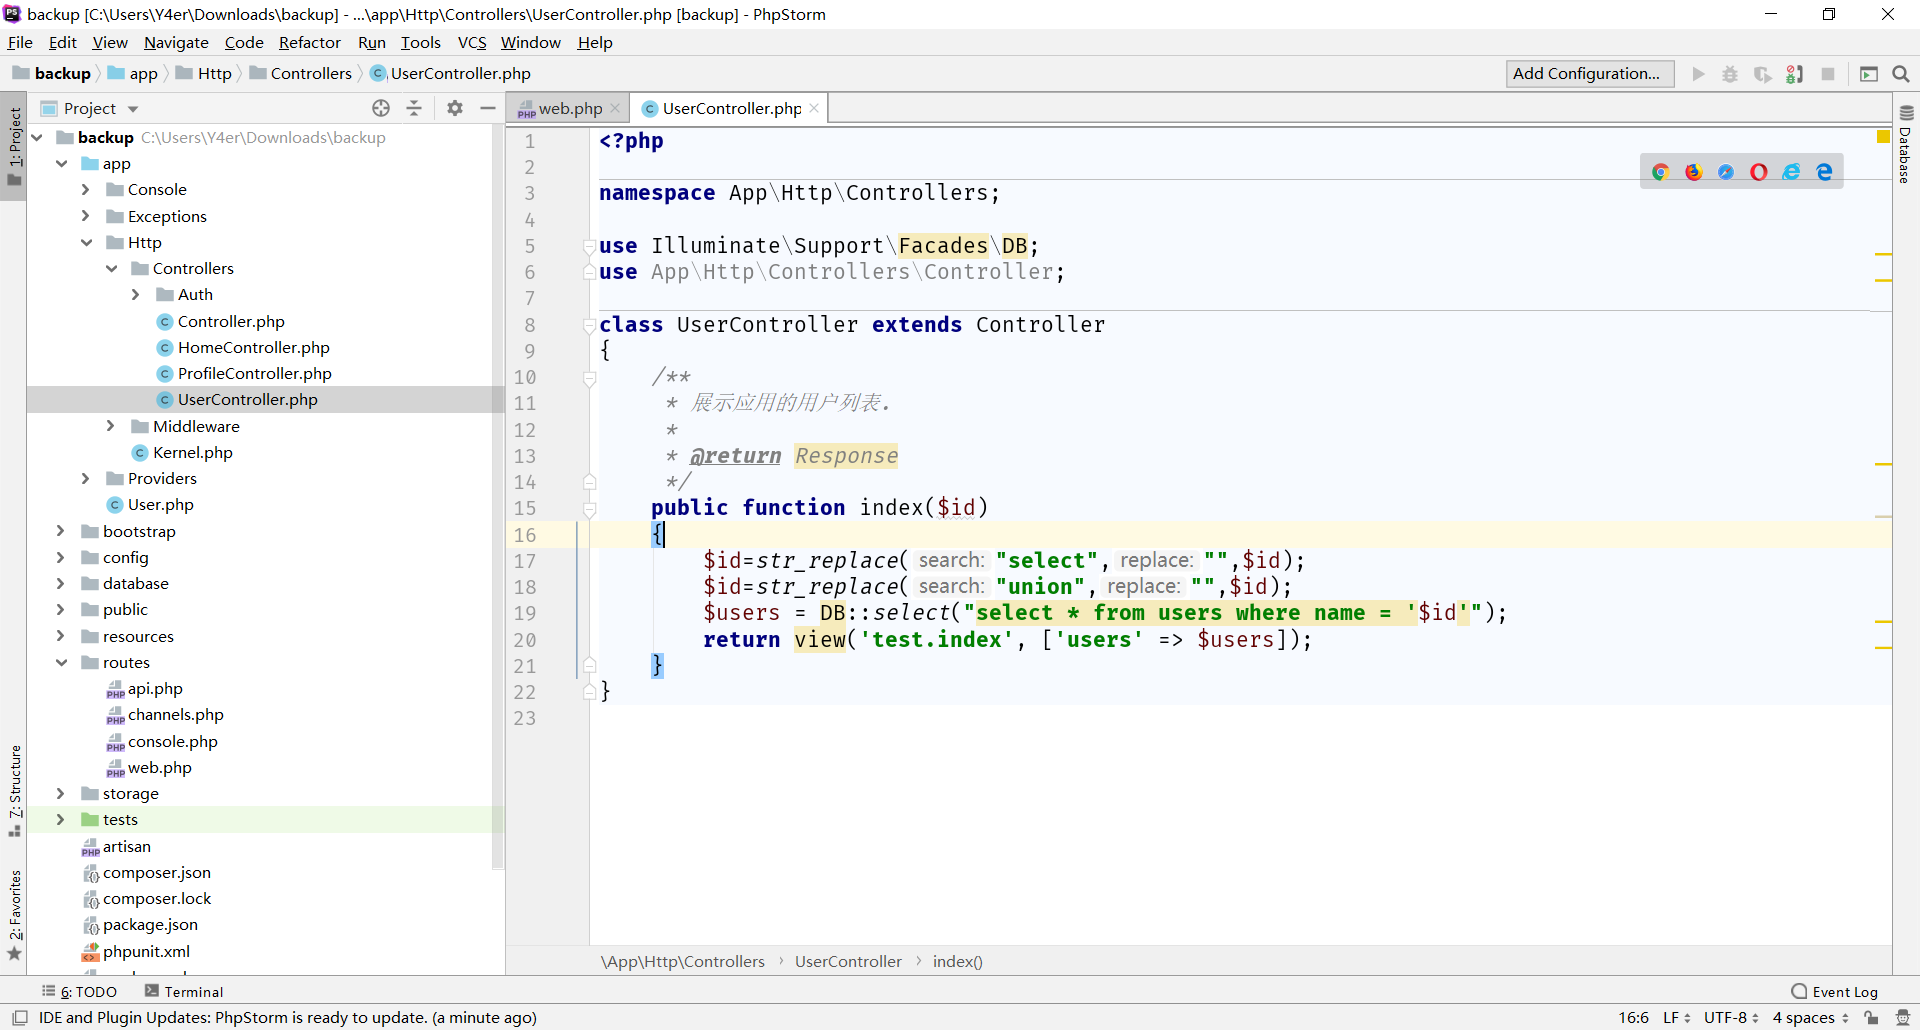 backup [C:\Users\Y4er\Downloads\backup] - ...\app\Http\Controllers\UserController.php [backup] - PhpStorm
File Edit View Navigate Code Refactor Run Tools VCS Window Help
backup app Http Controllers UserController.php Add Configuration...
1: Project
7: Structure
2: Favorites
Project
backup C:\Users\Y4er\Downloads\backup
app
Console
Exceptions
Http
Controllers
Auth
Controller.php
HomeController.php
ProfileController.php
UserController.php
Middleware
Kernel.php
Providers
User.php
bootstrap
config
database
public
resources
routes
api.php
channels.php
console.php
web.php
storage
tests
artisan
composer.json
composer.lock
package.json
phpunit.xml
web.php UserController.php
1 <?php
2
3 namespace App\Http\Controllers;
4
5 use Illuminate\Support\Facades\DB;
6 use App\Http\Controllers\Controller;
7
8 class UserController extends Controller
9 {
10 /**
11 * 展示应用的用户列表.
12 *
13 * @return Response
14 */
15 public function index($id)
16 {
17 $id=str_replace( search: "select", replace: "",$id);
18 $id=str_replace( search: "union", replace: "",$id);
19 $users = DB::select("select * from users where name = '$id'");
20 return view('test.index', ['users' => $users]);
21 }
22 }
23
Database
\App\Http\Controllers UserController index()
6: TODO Terminal Event Log
IDE and Plugin Updates: PhpStorm is ready to update. (a minute ago) 16:6 LF UTF-8 4 spaces